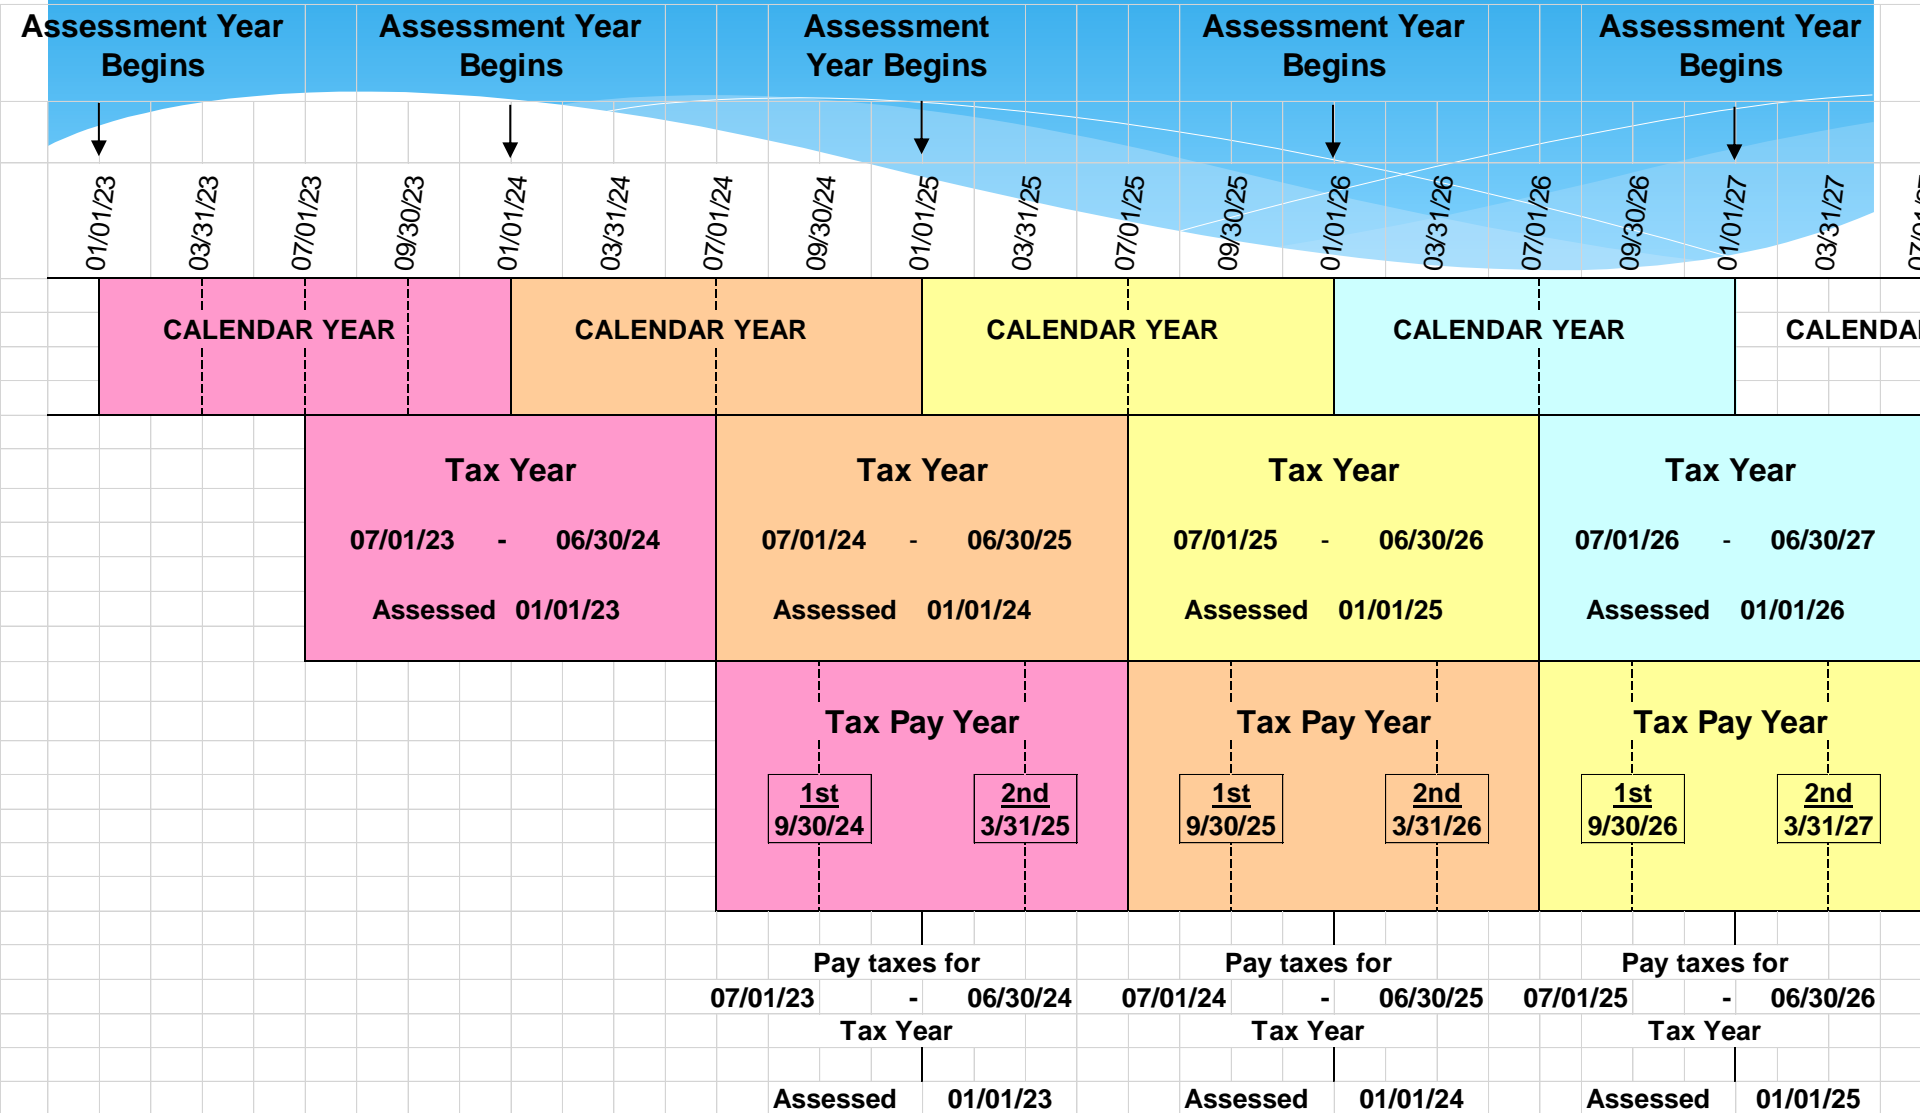 Assessment Year Begins
Assessment Year Begins
Assessment Year Begins
Assessment Year Begins
Assessment Year Begins
01/01/23 03/31/23 07/01/23 09/30/23 01/01/24 03/31/24 07/01/24 09/30/24 01/01/25 03/31/25 07/01/25 09/30/25 01/01/26 03/31/26 07/01/26 09/30/26 01/01/27 03/31/27
CALENDAR YEAR CALENDAR YEAR CALENDAR YEAR CALENDAR YEAR
Tax Year Tax Year Tax Year Tax Year
07/01/23 - 06/30/24 07/01/24 - 06/30/25 07/01/25 - 06/30/26 07/01/26 - 06/30/27
Assessed 01/01/23 Assessed 01/01/24 Assessed 01/01/25 Assessed 01/01/26
Tax Pay Year Tax Pay Year Tax Pay Year
1st 2nd 1st 2nd 1st 2nd
9/30/24 3/31/25 9/30/25 3/31/26 9/30/26 3/31/27
Pay taxes for Pay taxes for Pay taxes for
07/01/23 - 06/30/24 07/01/24 - 06/30/25 07/01/25 - 06/30/26
Tax Year Tax Year Tax Year
Assessed 01/01/23 Assessed 01/01/24 Assessed 01/01/25